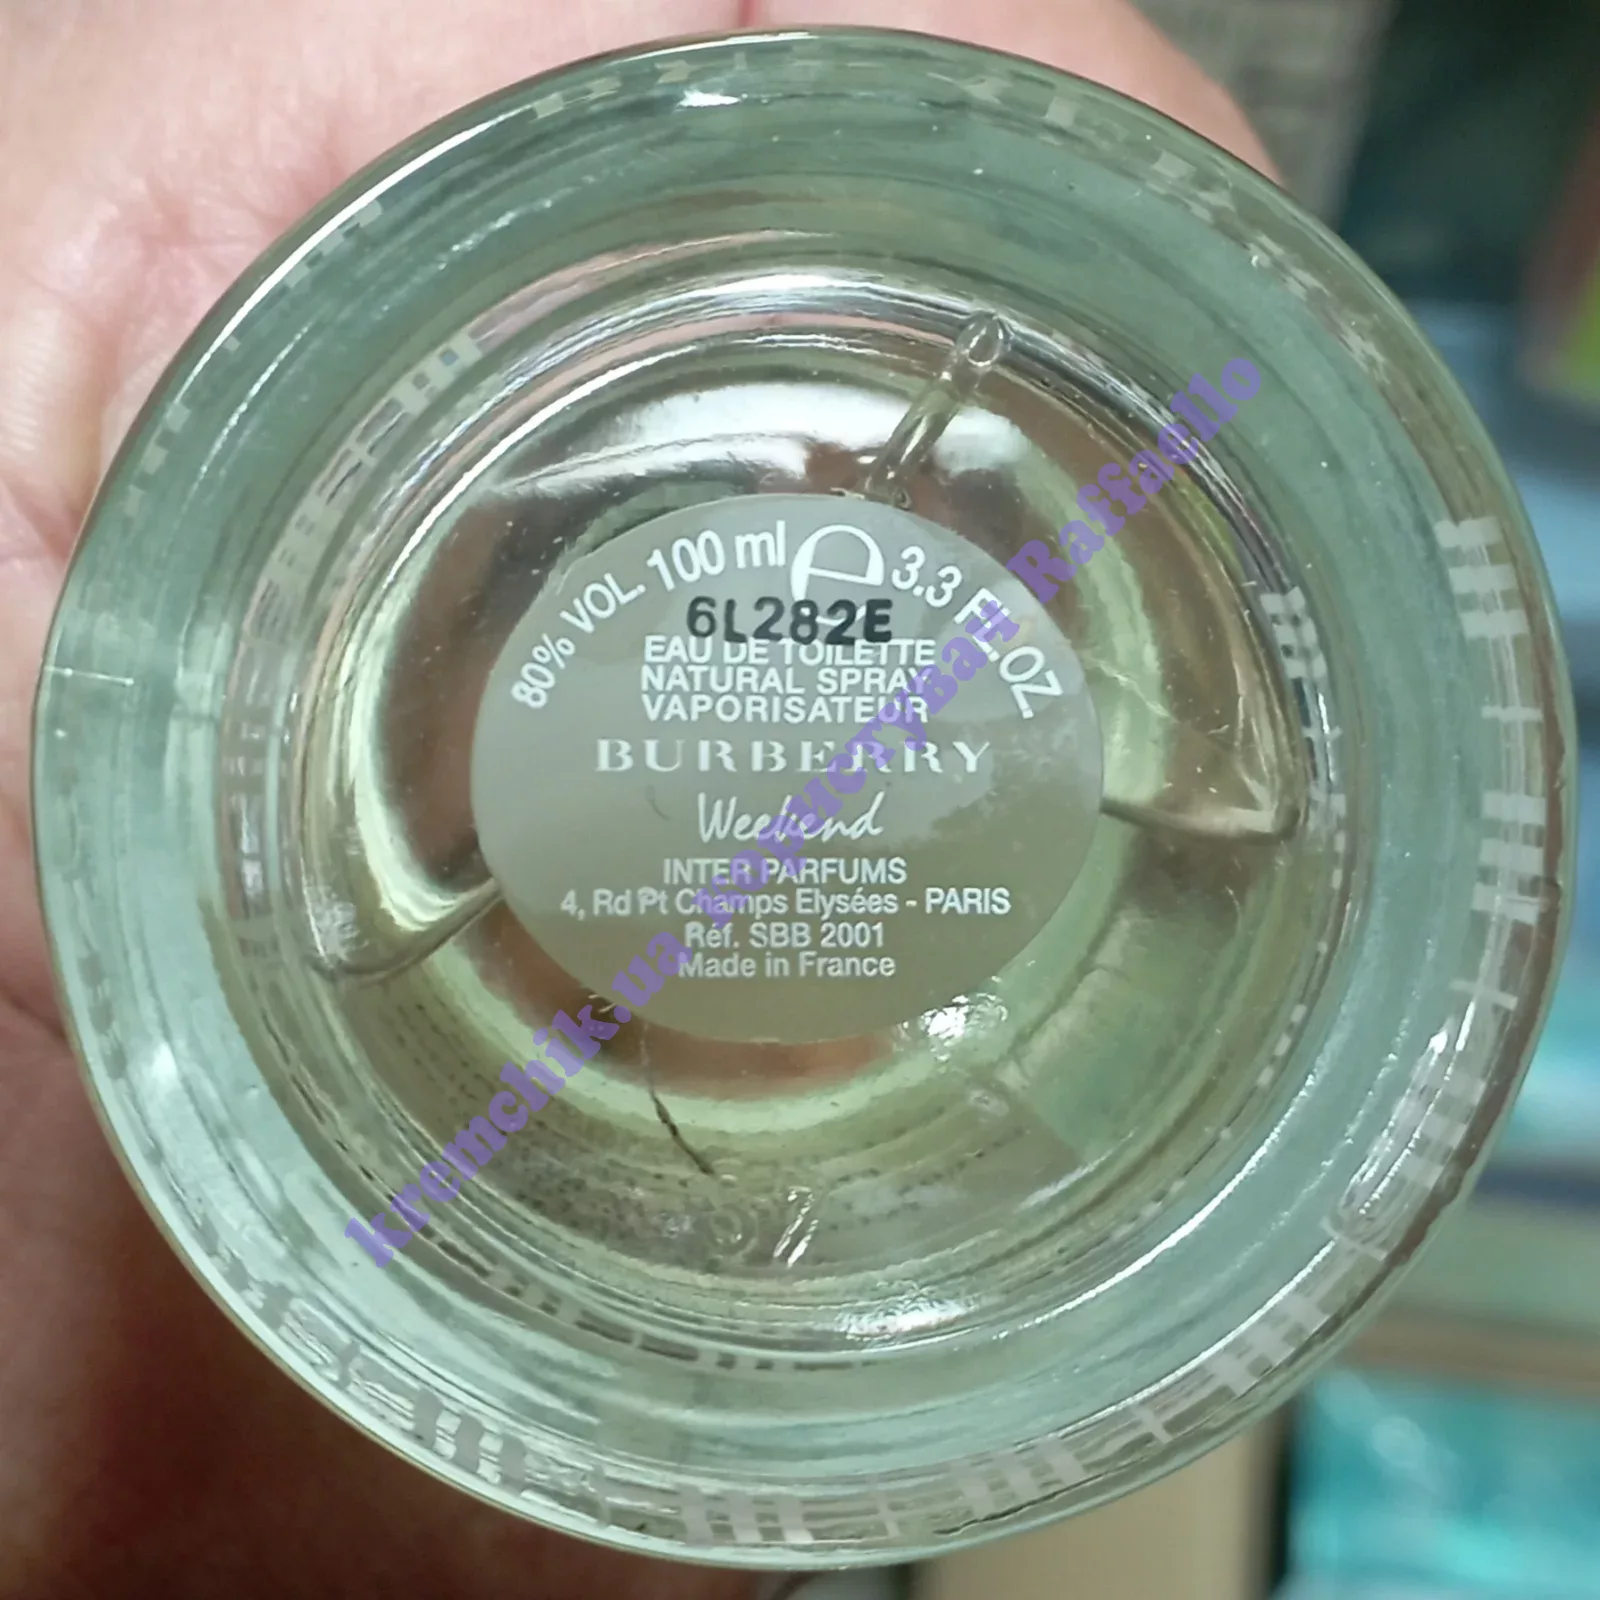 80% VOL. 100 ml ℮ 3.3 FL.OZ.
6L282E
EAU DE TOILETTE
NATURAL SPRAY
VAPORISATEUR
BURBERRY
Weekend
INTER PARFUMS
4, Rd Pt Champs Elysées - PARIS
Réf. SBB 2001
Made in France
kremchik.ua користувач Raffaello